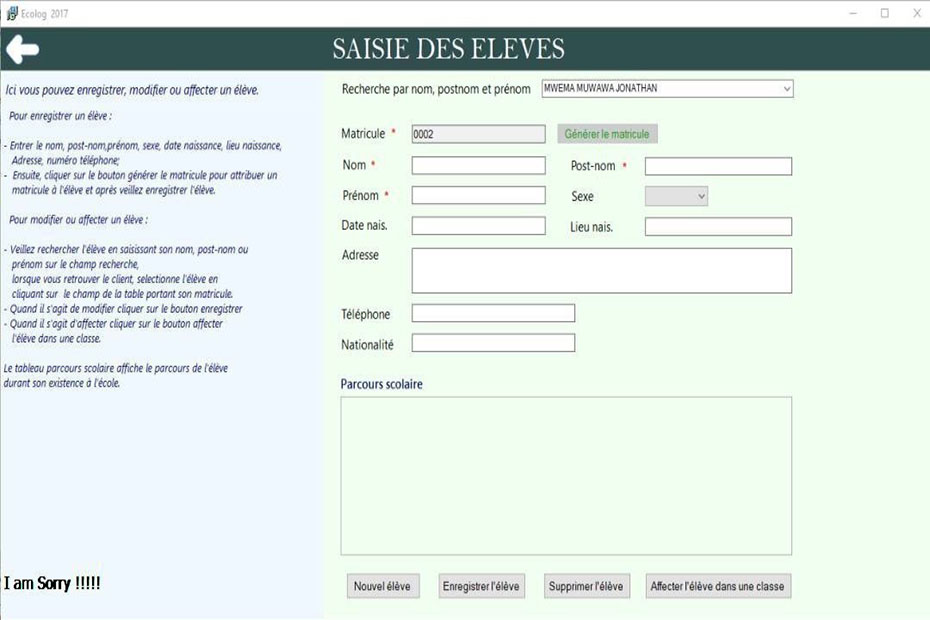 Ecolog 2017
SAISIE DES ELEVES
Ici vous pouvez enregistrer, modifier ou affecter un élève.
Pour enregistrer un élève :
- Entrer le nom, post-nom,prénom, sexe, date naissance, lieu naissance,
Adresse, numéro téléphone;
- Ensuite, cliquer sur le bouton générer le matricule pour attribuer un
matricule à l'élève et après veillez enregistrer l'élève.
Pour modifier ou affecter un élève :
- Veillez rechercher l'élève en saisissant son nom, post-nom ou
prénom sur le champ recherche,
lorsque vous retrouver le client, selectionne l'élève en
cliquant sur le champ de la table portant son matricule.
- Quand il s'agit de modifier cliquer sur le bouton enregistrer
- Quand il s'agit d'affecter cliquer sur le bouton affecter
l'élève dans une classe.
Le tableau parcours scolaire affiche le parcours de l'élève
durant son existence à l'école.
I am Sorry !!!!!
Recherche par nom, postnom et prénom MWEMA MUWAWA JONATHAN
Matricule * 0002 Générer le matricule
Nom * Post-nom *
Prénom * Sexe
Date nais. Lieu nais.
Adresse
Téléphone
Nationalité
Parcours scolaire
Nouvel élève Enregistrer l'élève Supprimer l'élève Affecter l'élève dans une classe